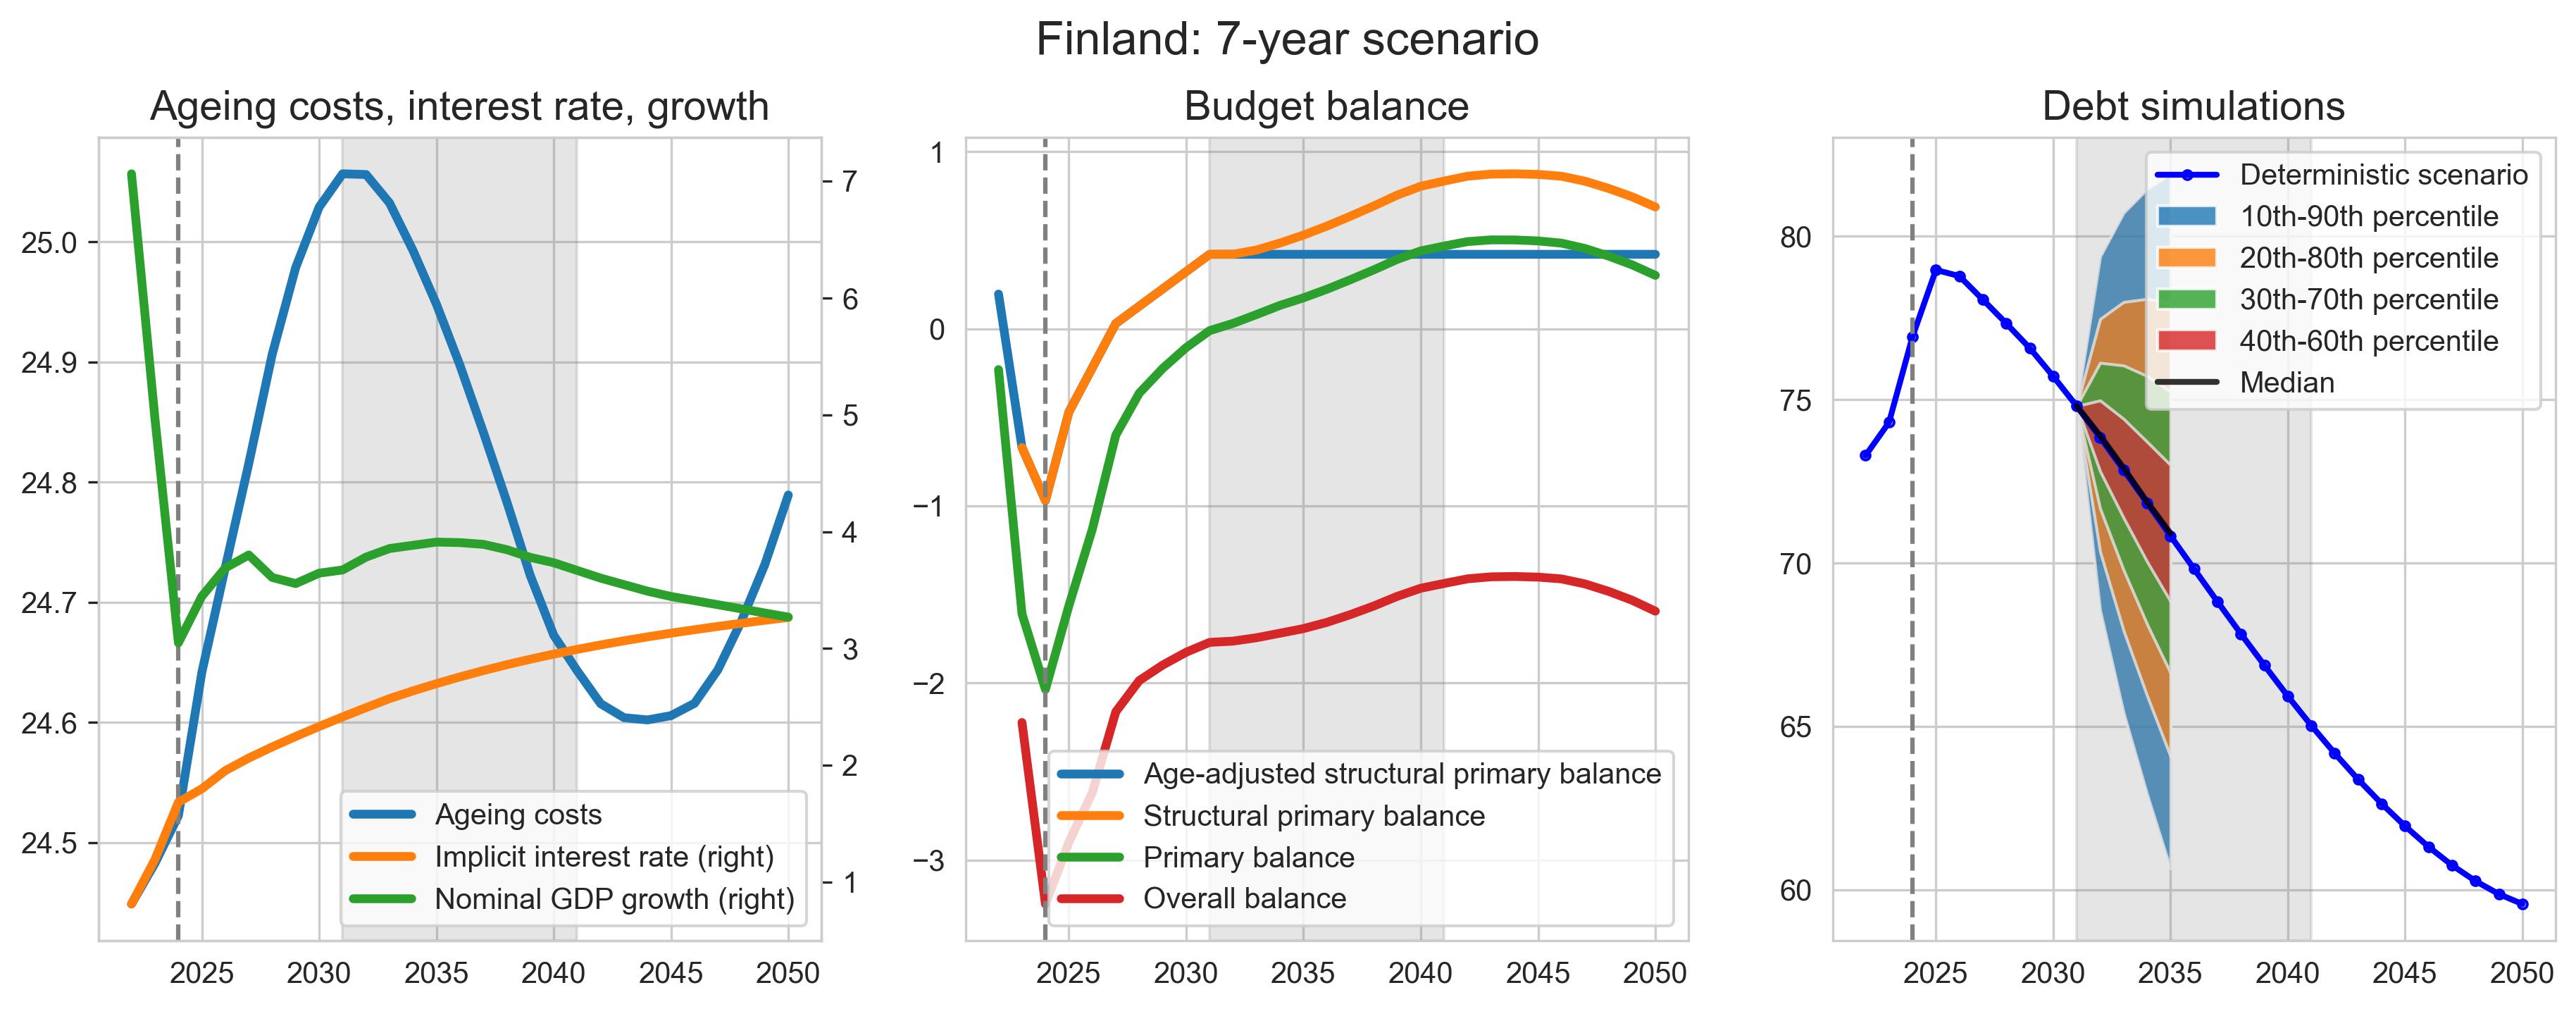 Finland: 7-year scenario
Ageing costs, interest rate, growth
25.0
24.9
24.8
24.7
24.6
24.5
7
6
5
4
3
2
1
2025 2030 2035 2040 2045 2050
Ageing costs
Implicit interest rate (right)
Nominal GDP growth (right)
Budget balance
1
0
−1
−2
−3
2025 2030 2035 2040 2045 2050
Age-adjusted structural primary balance
Structural primary balance
Primary balance
Overall balance
Debt simulations
80
75
70
65
60
2025 2030 2035 2040 2045 2050
Deterministic scenario
10th-90th percentile
20th-80th percentile
30th-70th percentile
40th-60th percentile
Median